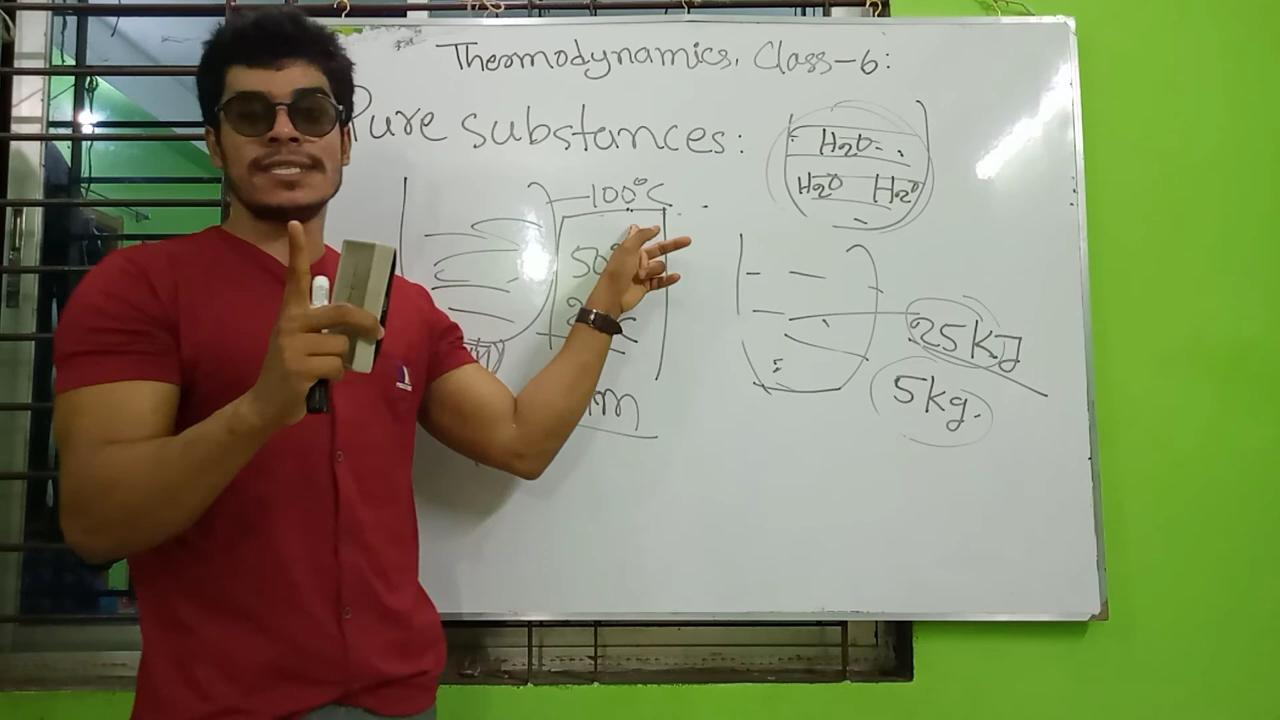 Thermodynamics, Class-6:
Pure substances:
H2O
H2O H2O
100°C
25KJ
5kg.